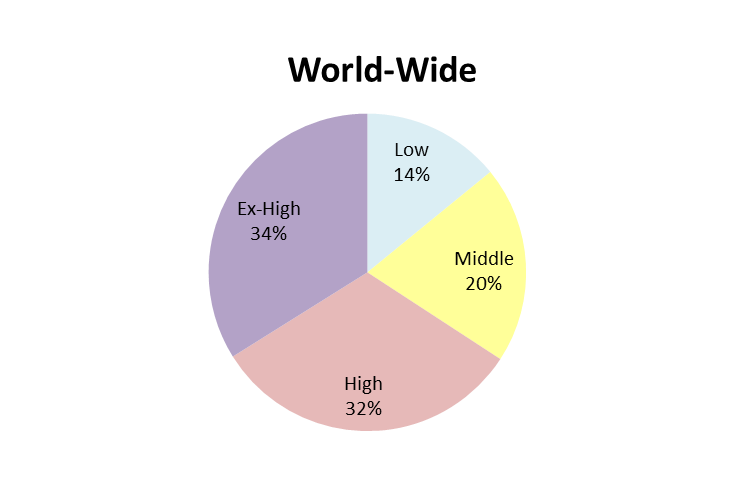 World-Wide
Low
14%
Middle
20%
High
32%
Ex-High
34%